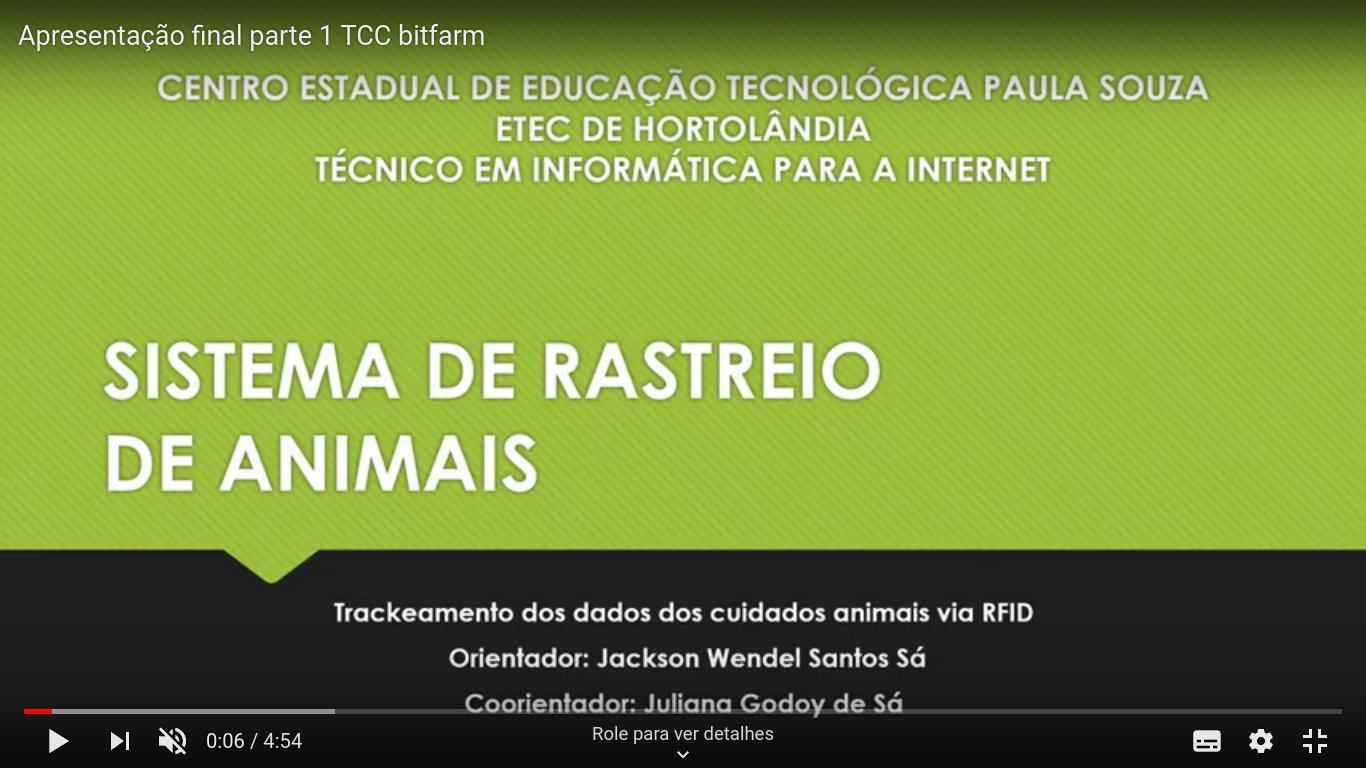 Apresentação final parte 1 TCC bitfarm
CENTRO ESTADUAL DE EDUCAÇÃO TECNOLÓGICA PAULA SOUZA
ETEC DE HORTOLÂNDIA
TÉCNICO EM INFORMÁTICA PARA A INTERNET
SISTEMA DE RASTREIO
DE ANIMAIS
Trackeamento dos dados dos cuidados animais via RFID
Orientador: Jackson Wendel Santos Sá
Coorientador: Juliana Godoy de Sá
0:06 / 4:54
Role para ver detalhes